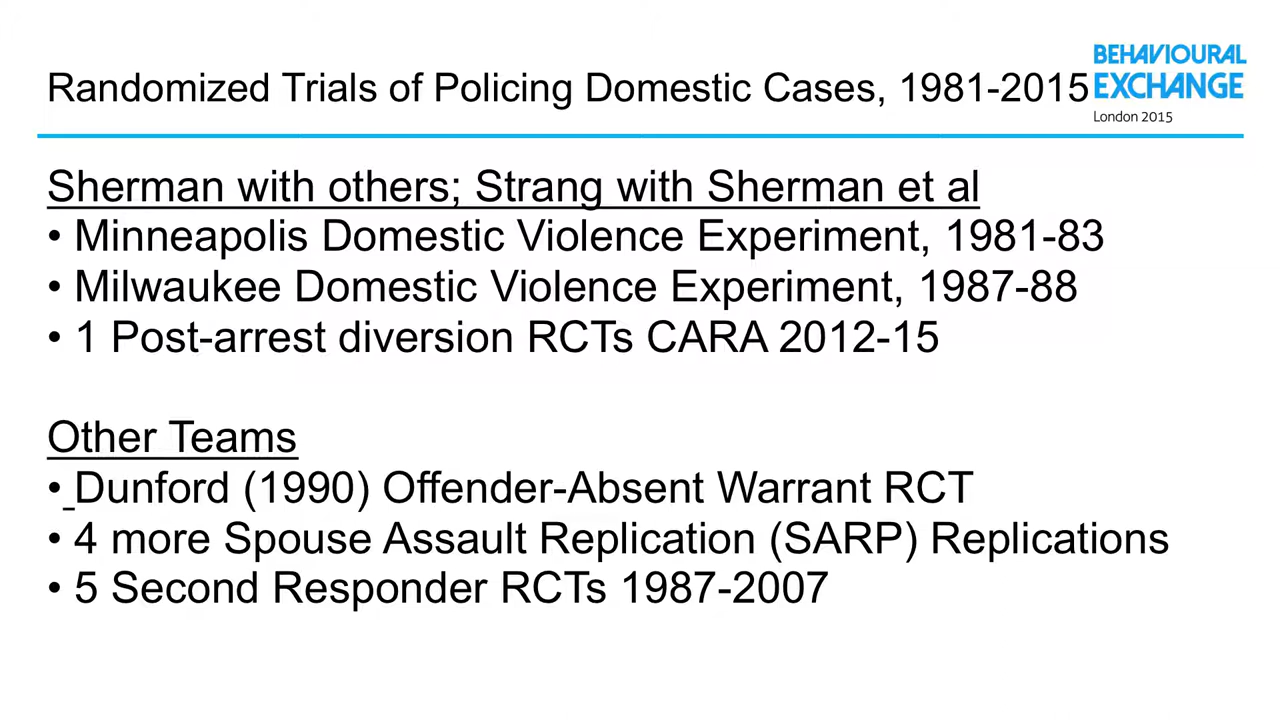 Randomized Trials of Policing Domestic Cases, 1981-2015
BEHAVIOURAL
EXCHANGE
London 2015
Sherman with others; Strang with Sherman et al
• Minneapolis Domestic Violence Experiment, 1981-83
• Milwaukee Domestic Violence Experiment, 1987-88
• 1 Post-arrest diversion RCTs CARA 2012-15
Other Teams
• Dunford (1990) Offender-Absent Warrant RCT
• 4 more Spouse Assault Replication (SARP) Replications
• 5 Second Responder RCTs 1987-2007